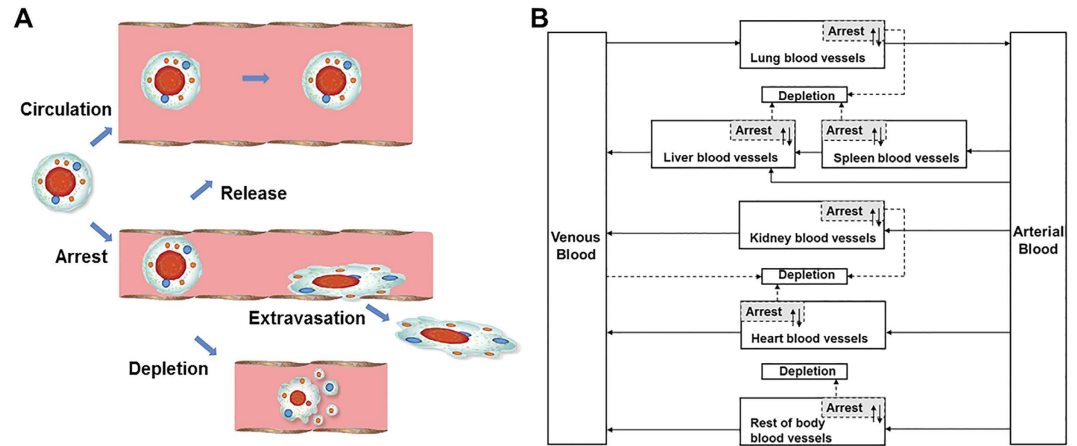 A
Circulation
Release
Arrest
Extravasation
Depletion
B
Arrest
Lung blood vessels
Depletion
Arrest
Arrest
Liver blood vessels
Spleen blood vessels
Arrest
Kidney blood vessels
Venous
Blood
Arterial
Blood
Depletion
Arrest
Heart blood vessels
Depletion
Arrest
Rest of body
blood vessels